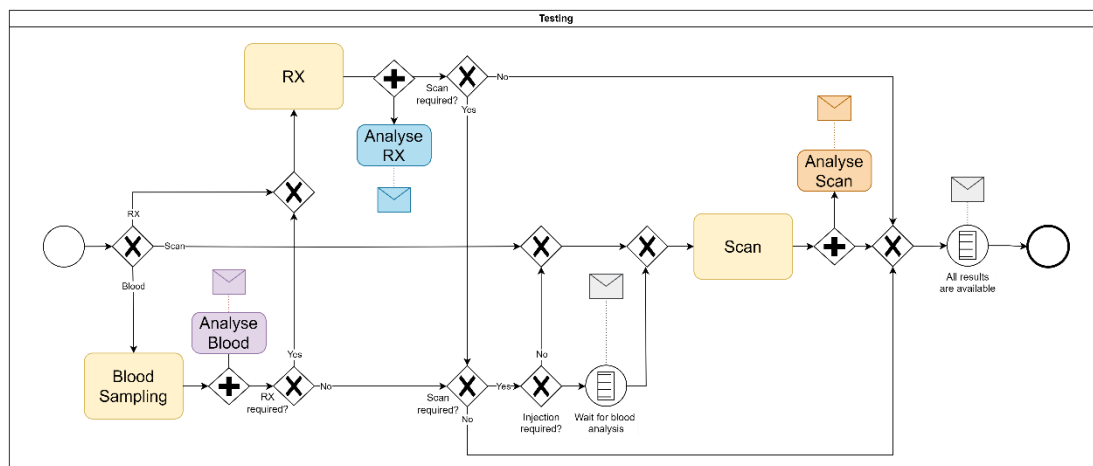 Testing
RX
Scan
required?
No
Yes
Analyse
RX
Analyse
Scan
RX
Scan
Blood
Scan
All results
are available
Analyse
Blood
Yes
No
Blood
Sampling
RX
required?
No
Scan
required?
Yes
No
Injection
required?
Wait for blood
analysis